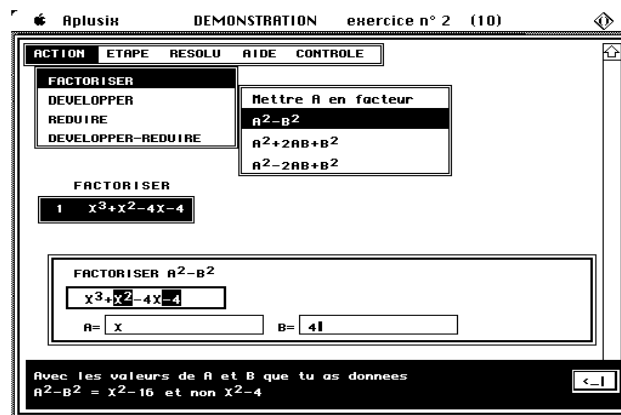 Aplusix DEMONSTRATION exercice n° 2 (10)
ACTION ETAPE RESOLU AIDE CONTROLE
FACTORISER
DEVELOPPER
REDUIRE
DEVELOPPER-REDUIRE
Mettre A en facteur
A²-B²
A²+2AB+B²
A²-2AB+B²
FACTORISER
1 X³+X²-4X-4
FACTORISER A²-B²
X³+X²-4X-4
A= X B= 4
Avec les valeurs de A et B que tu as donnees
A²-B² = X²-16 et non X²-4
<_|